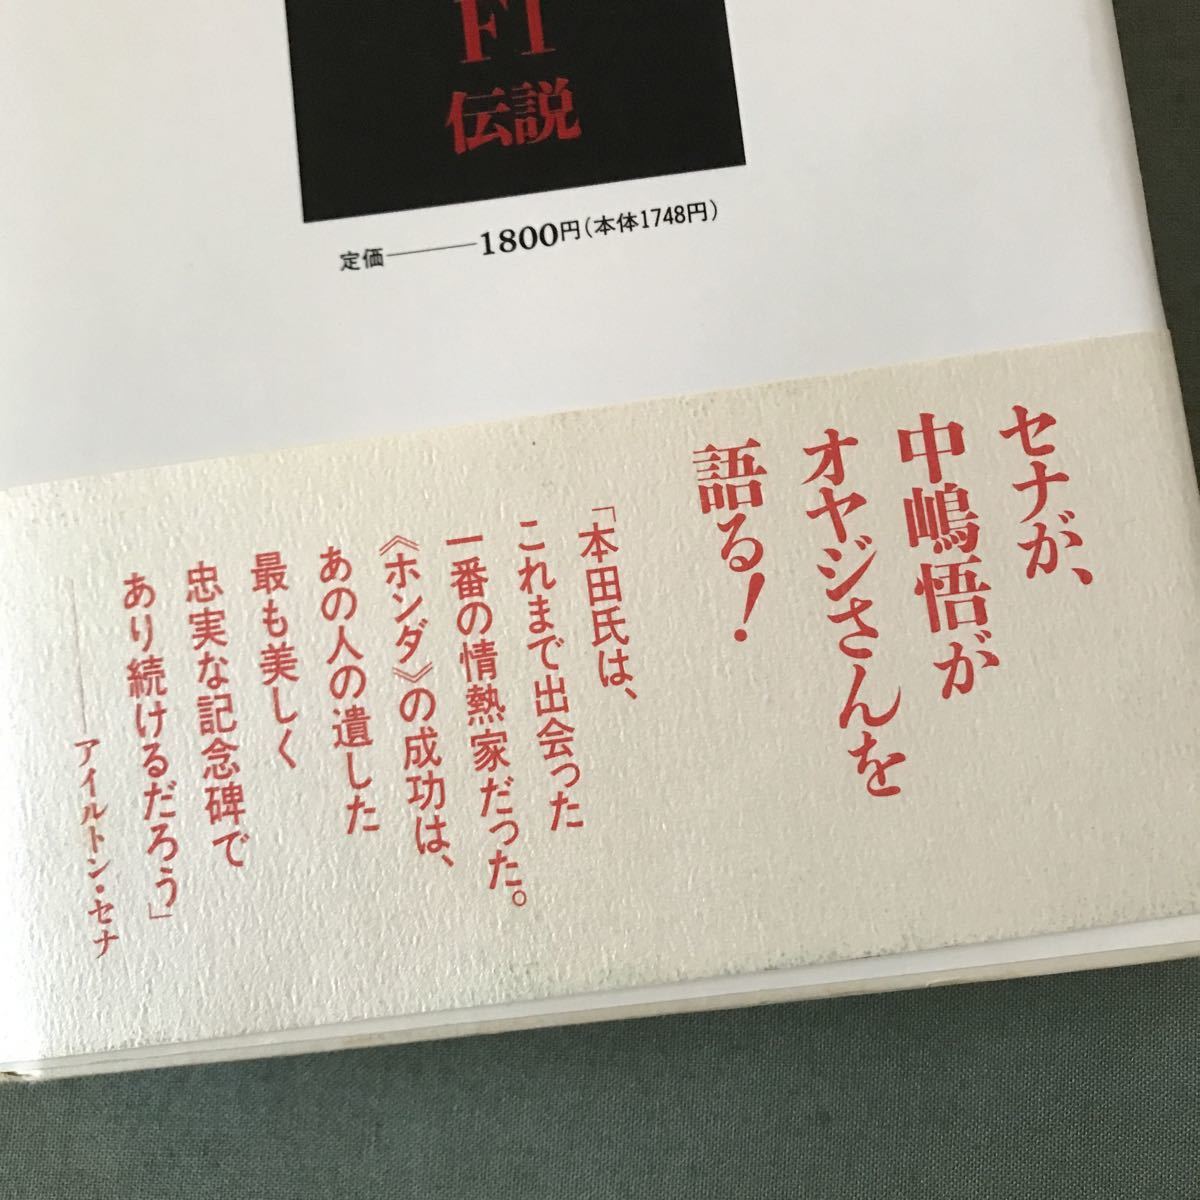 F1
伝説
定価———1800円(本体1748円)
セナが、
中嶋悟が
オヤジさんを
語る!
「本田氏は、
これまで出会った
一番の情熱家だった。
《ホンダ》の成功は、
あの人の遺した
最も美しく
忠実な記念碑で
あり続けるだろう」
———アイルトン・セナ